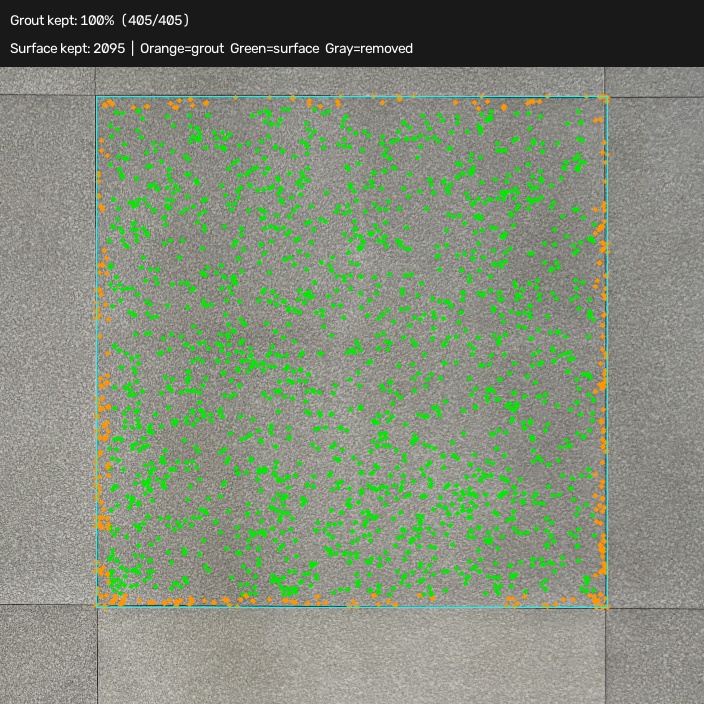 Grout kept: 100% (405/405)
Surface kept: 2095 | Orange=grout Green=surface Gray=removed